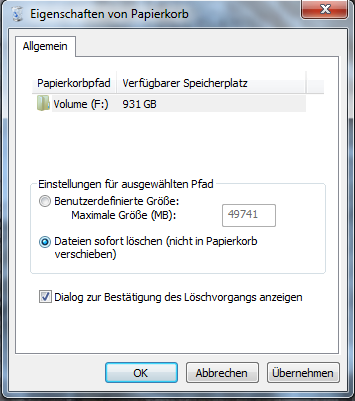 Eigenschaften von Papierkorb
Allgemein
Papierkorbpfad Verfügbarer Speicherplatz
Volume (F:) 931 GB
Einstellungen für ausgewählten Pfad
Benutzerdefinierte Größe:
Maximale Größe (MB): 49741
Dateien sofort löschen (nicht in Papierkorb
verschieben)
Dialog zur Bestätigung des Löschvorgangs anzeigen
OK Abbrechen Übernehmen